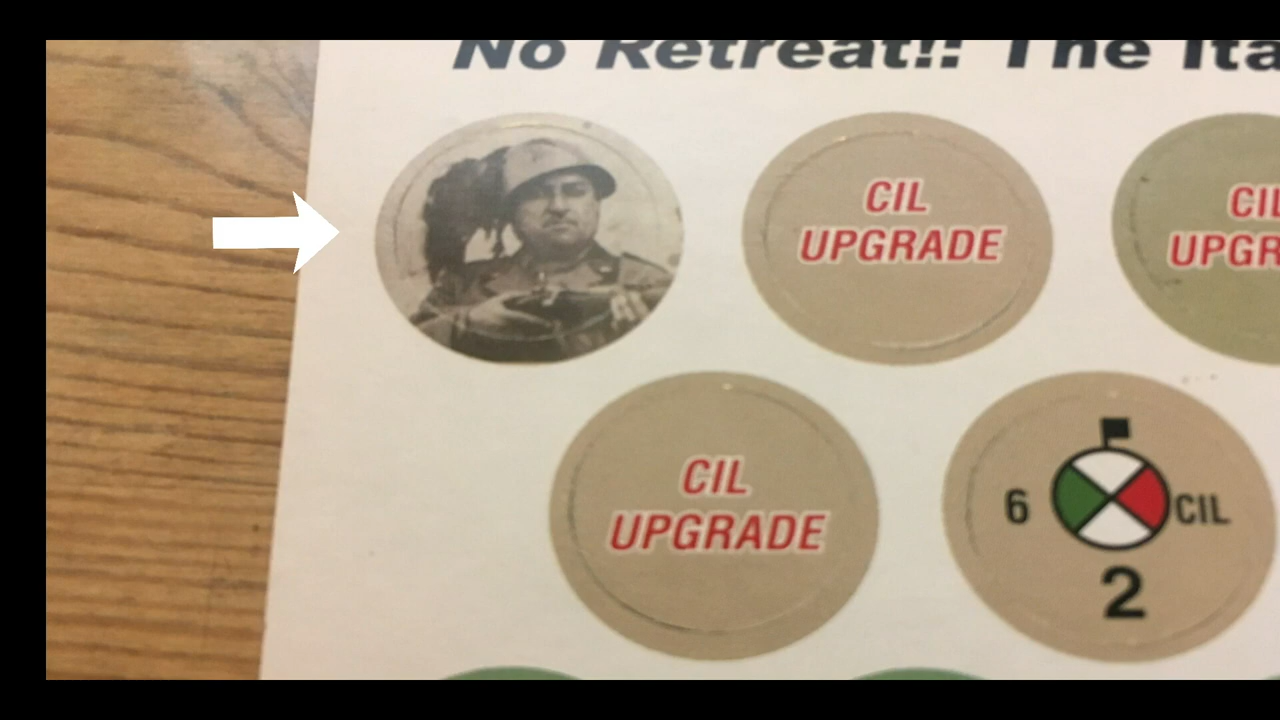 No Retreat!: The Ita
CIL
UPGRADE
CIL
UPGR
CIL
UPGRADE
6 CIL
2